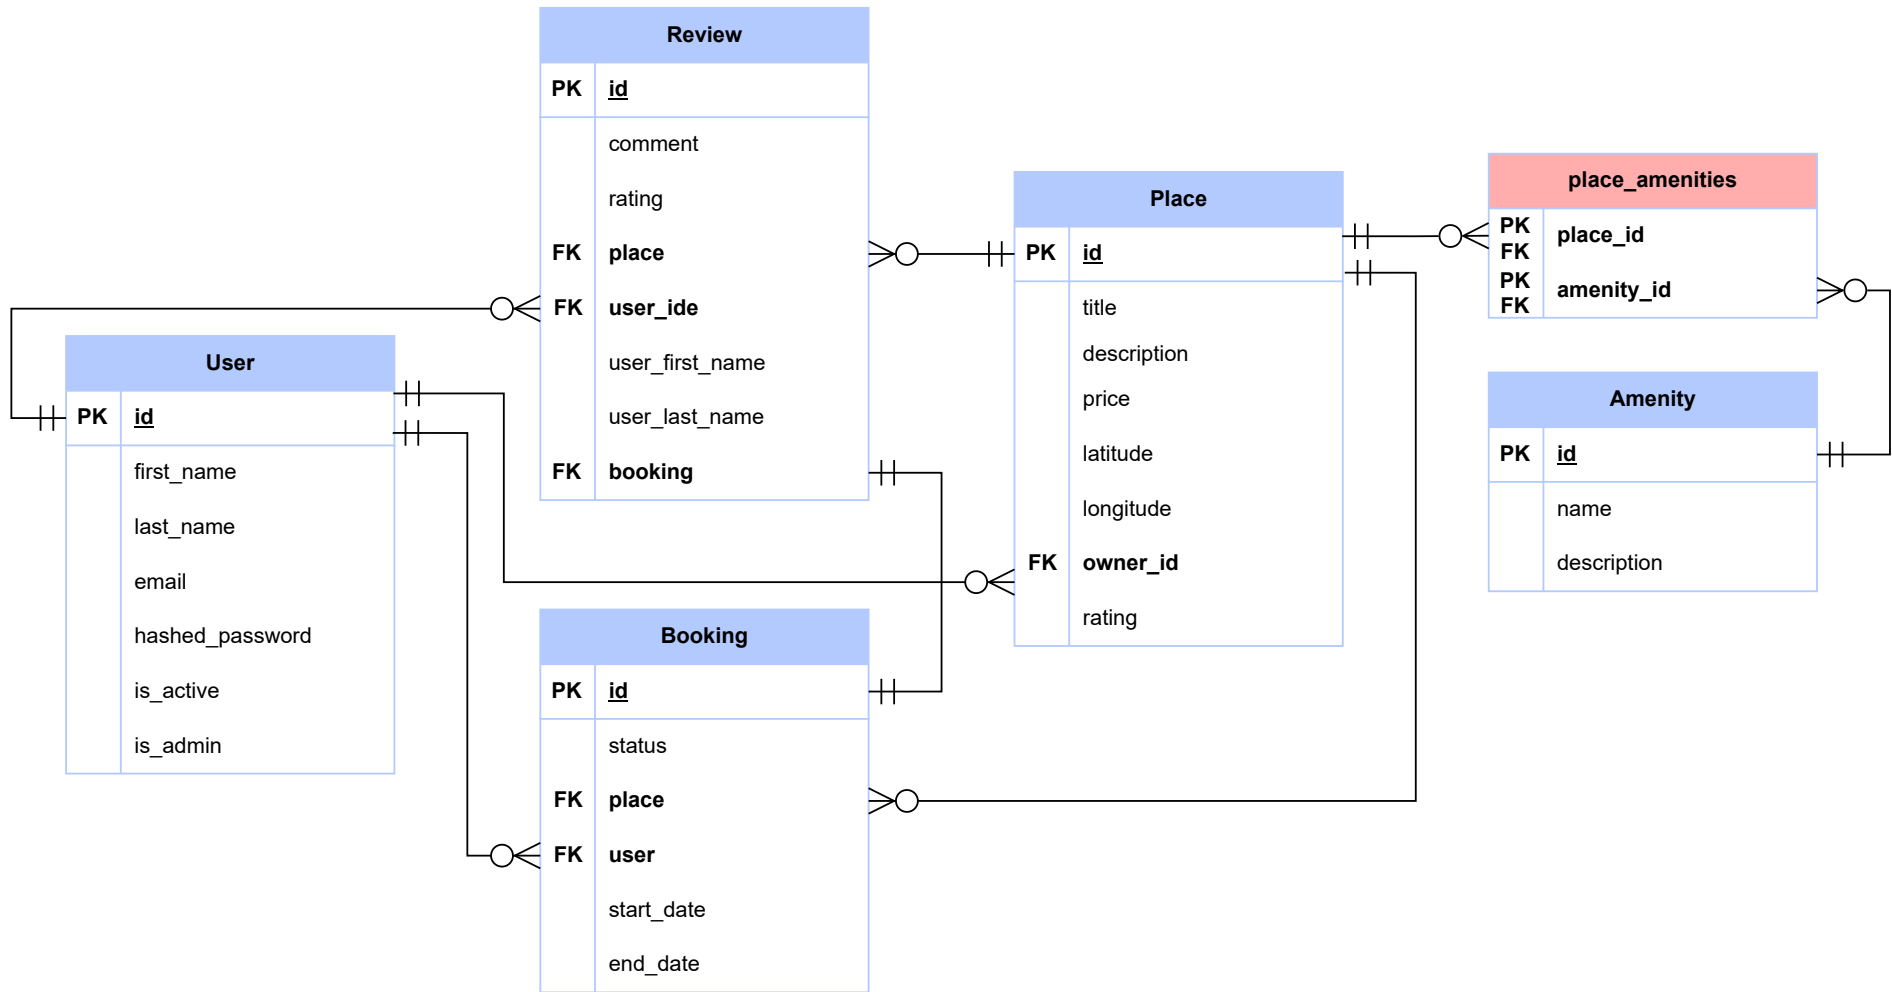 Review
PK id
comment
rating
FK place
FK user_ide
user_first_name
user_last_name
FK booking
User
PK id
first_name
last_name
email
hashed_password
is_active
is_admin
Booking
PK id
status
FK place
FK user
start_date
end_date
Place
PK id
title
description
price
latitude
longitude
FK owner_id
rating
place_amenities
PK
FK
place_id
PK
FK
amenity_id
Amenity
PK id
name
description